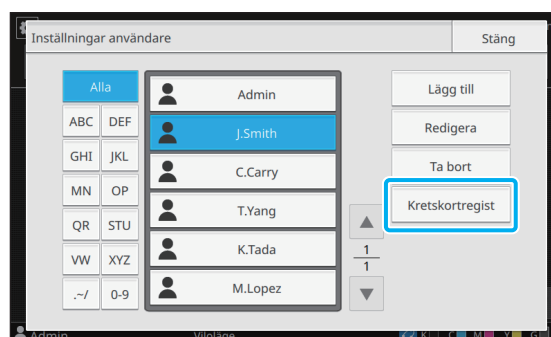 Inställningar användare
Stäng
Alla
ABC DEF
GHI JKL
MN OP
QR STU
VW XYZ
.~/ 0-9
Admin
J.Smith
C.Carry
T.Yang
K.Tada
M.Lopez
1
1
Lägg till
Redigera
Ta bort
Kretskortregist
Admin Viloläge K C M Y G